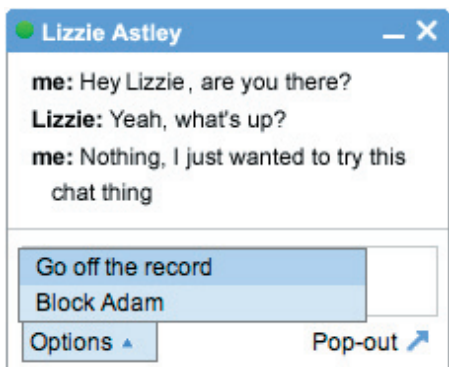 Lizzie Astley
me: Hey Lizzie, are you there?
Lizzie: Yeah, what's up?
me: Nothing, I just wanted to try this
chat thing
Go off the record
Block Adam
Options
Pop-out